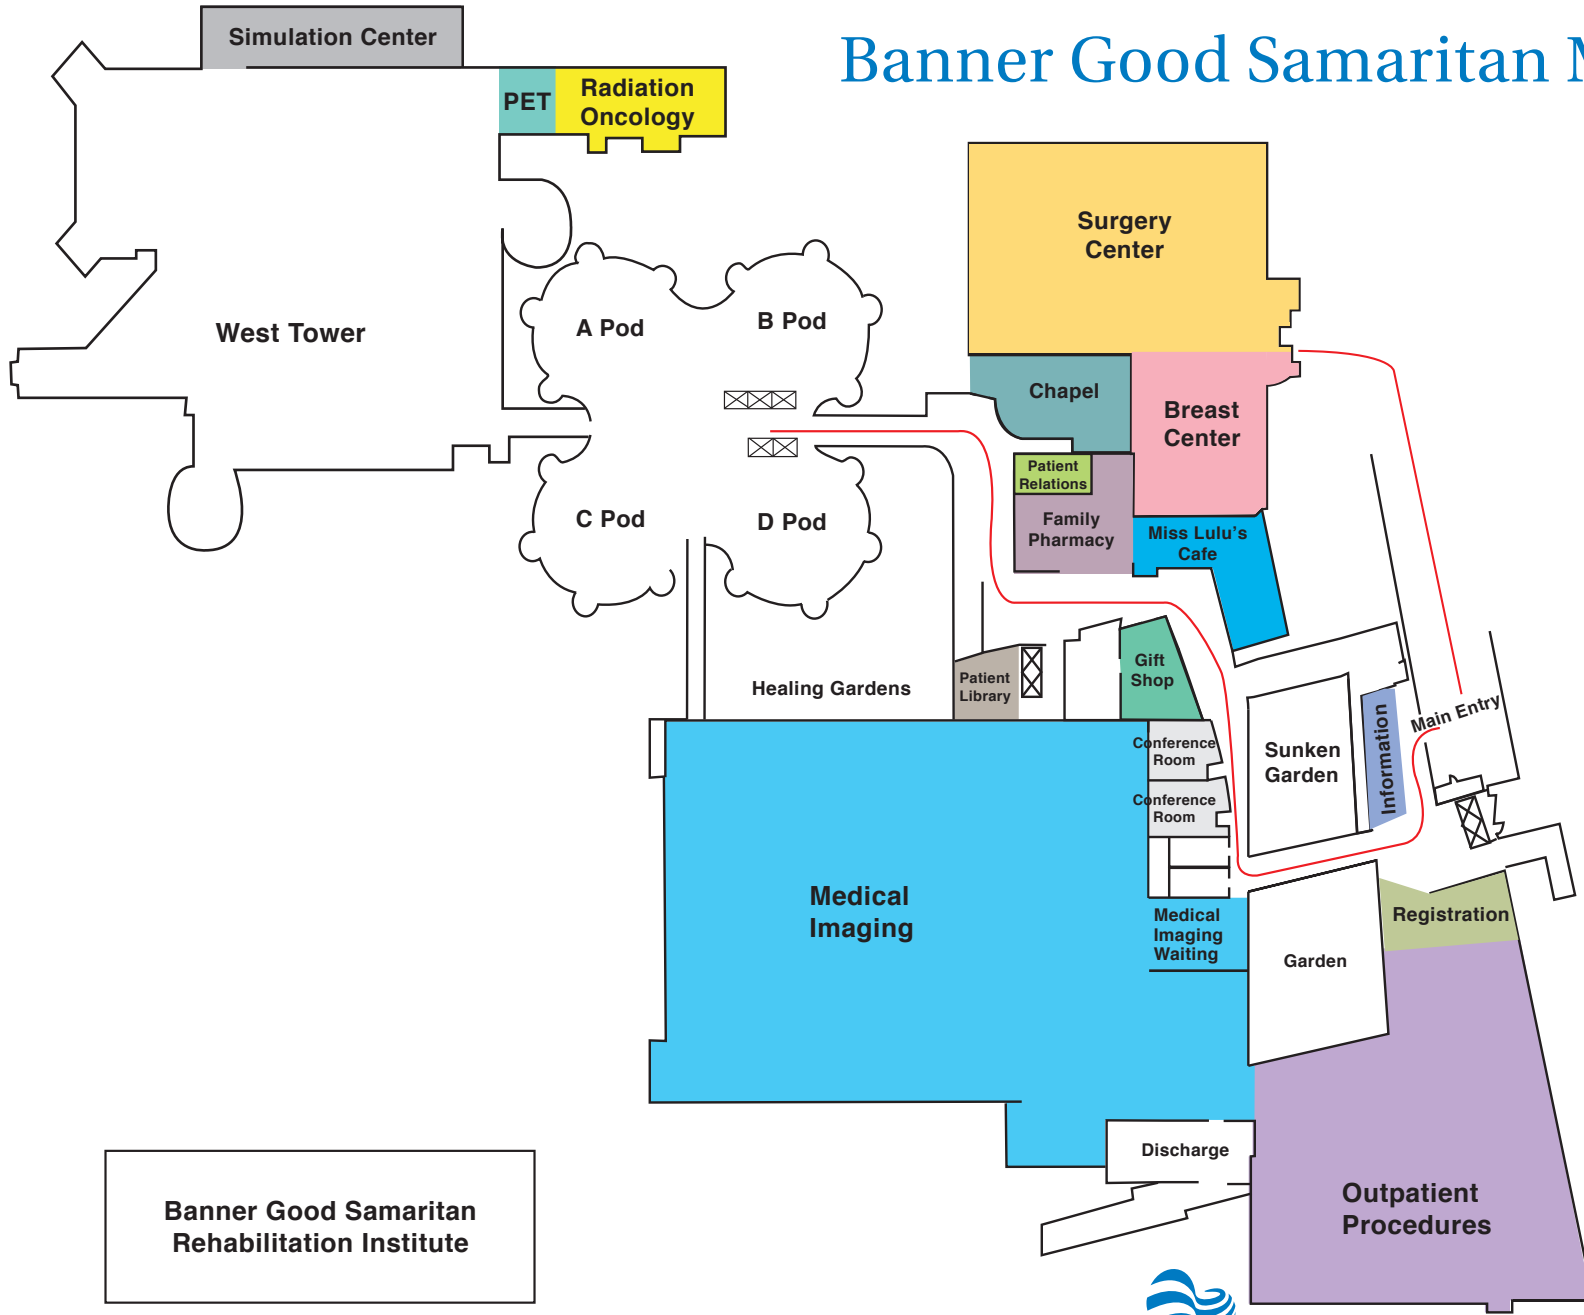 Banner Good Samaritan
Simulation Center
PET
Radiation
Oncology
Surgery
Center
West Tower
A Pod
B Pod
Chapel
Breast
Center
Patient
Relations
Family
Pharmacy
Miss Lulu's
Cafe
C Pod
D Pod
Healing Gardens
Patient
Library
Gift
Shop
Main Entry
Information
Sunken
Garden
Conference
Room
Conference
Room
Medical
Imaging
Medical
Imaging
Waiting
Garden
Registration
Discharge
Outpatient
Procedures
Banner Good Samaritan
Rehabilitation Institute